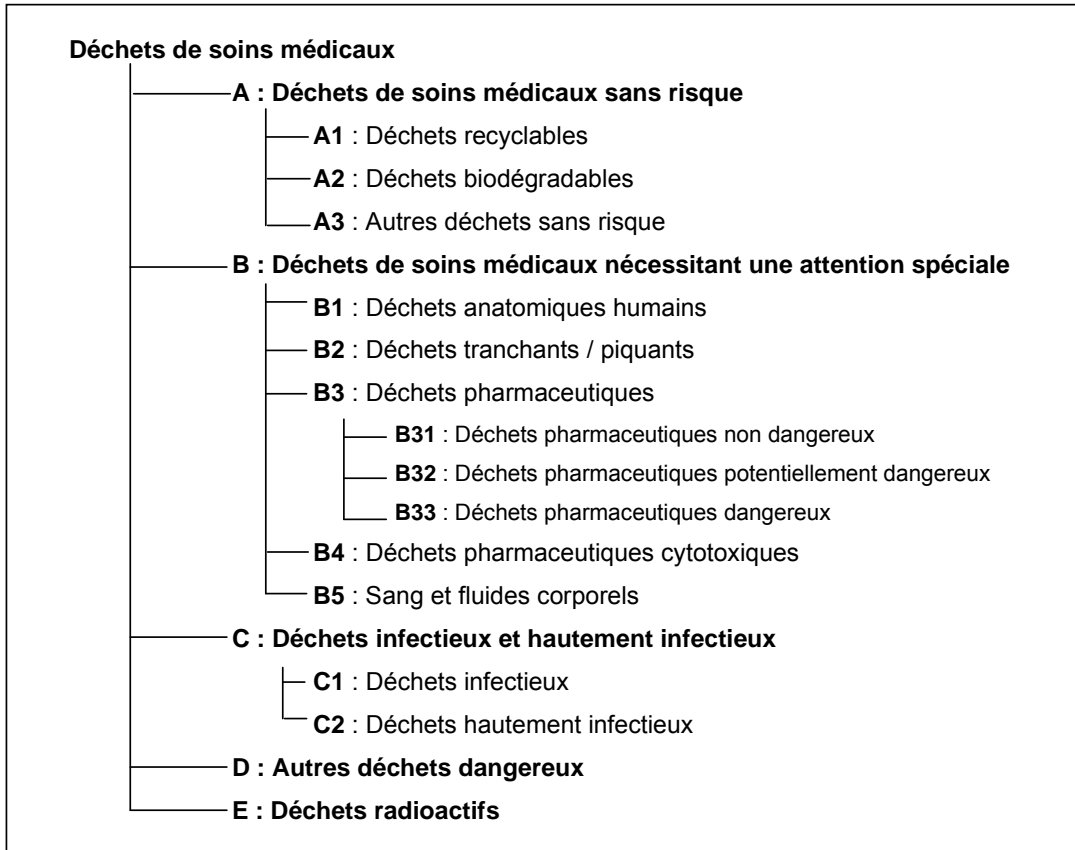 Déchets de soins médicaux
A : Déchets de soins médicaux sans risque
A1 : Déchets recyclables
A2 : Déchets biodégradables
A3 : Autres déchets sans risque
B : Déchets de soins médicaux nécessitant une attention spéciale
B1 : Déchets anatomiques humains
B2 : Déchets tranchants / piquants
B3 : Déchets pharmaceutiques
B31 : Déchets pharmaceutiques non dangereux
B32 : Déchets pharmaceutiques potentiellement dangereux
B33 : Déchets pharmaceutiques dangereux
B4 : Déchets pharmaceutiques cytotoxiques
B5 : Sang et fluides corporels
C : Déchets infectieux et hautement infectieux
C1 : Déchets infectieux
C2 : Déchets hautement infectieux
D : Autres déchets dangereux
E : Déchets radioactifs